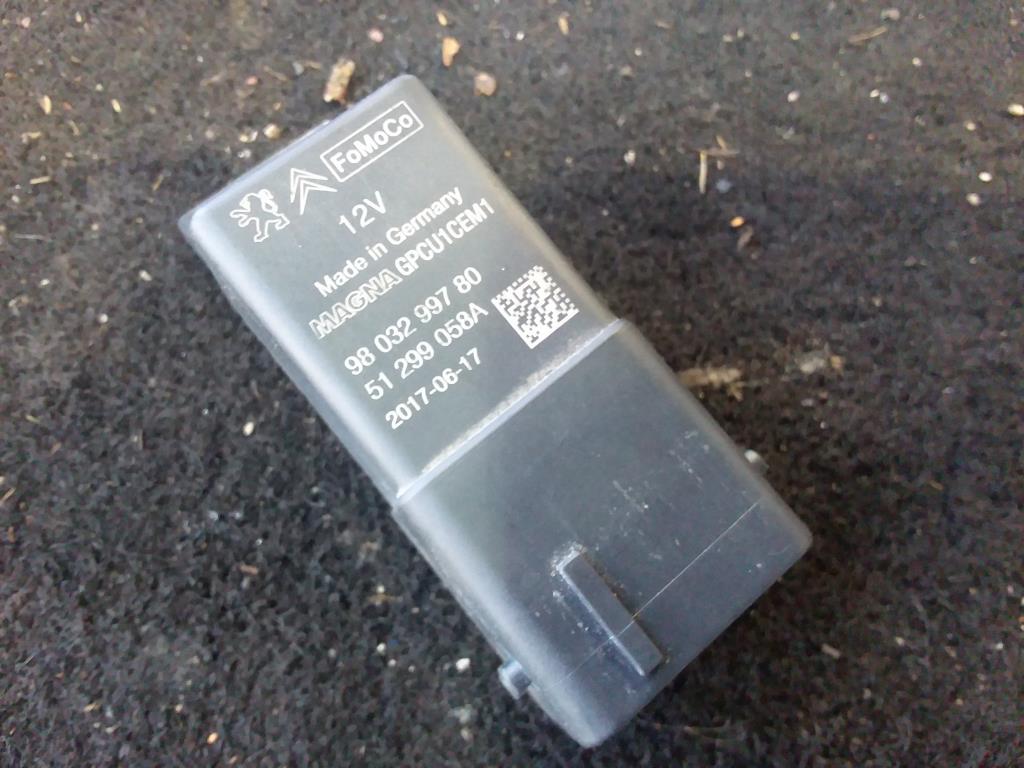 FoMoCo
12V
Made in Germany
MAGNA GPCU1CEM1
98 032 997 80
51 299 058A
2017-06-17